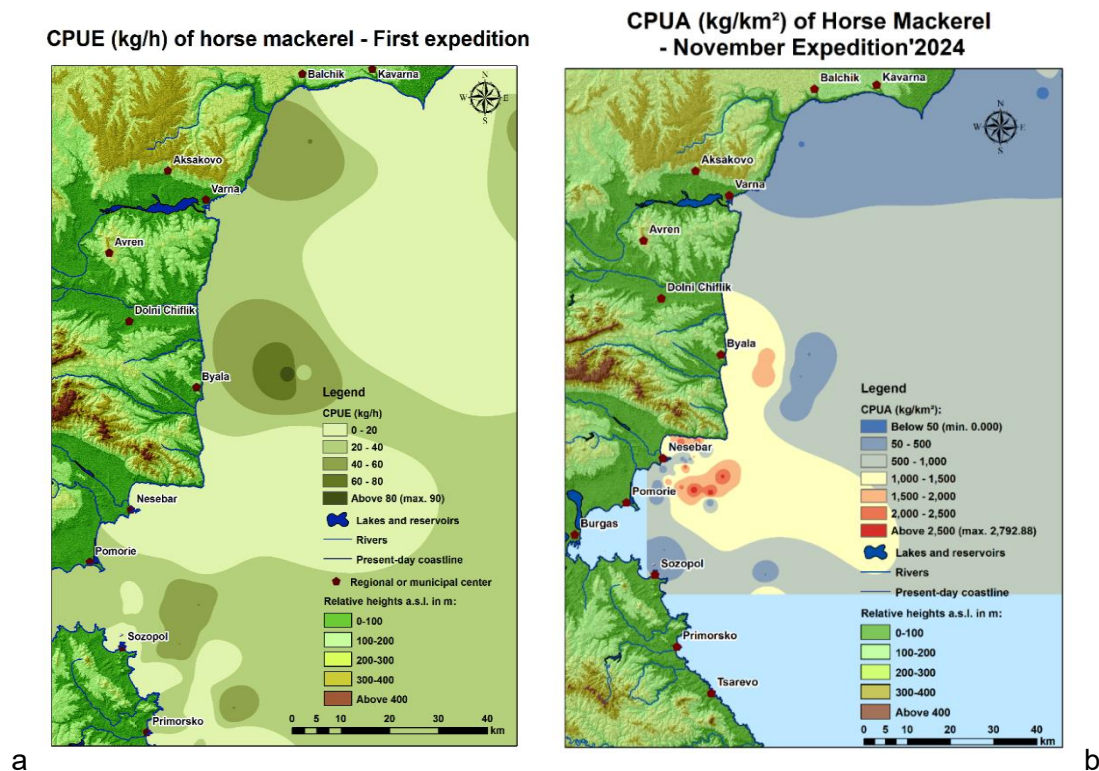 CPUE (kg/h) of horse mackerel - First expedition
Balchik
Kavarna
N
W
E
S
Aksakovo
Varna
Avren
Dolni Chiflik
Byala
Nesebar
Pomorie
Sozopol
Primorsko
Legend
CPUE (kg/h)
0 - 20
20 - 40
40 - 60
60 - 80
Above 80 (max. 90)
Lakes and reservoirs
Rivers
Present-day coastline
Regional or municipal center
Relative heights a.s.l. in m:
0-100
100-200
200-300
300-400
Above 400
0 5 10 20 30 40
km
a
CPUA (kg/km²) of Horse Mackerel
- November Expedition'2024
Balchik
Kavarna
N
W
E
S
Aksakovo
Varna
Avren
Dolni Chiflik
Byala
Nesebar
Pomorie
Burgas
Sozopol
Primorsko
Tsarevo
Legend
CPUA (kg/km²):
Below 50 (min. 0.000)
50 - 500
500 - 1,000
1,000 - 1,500
1,500 - 2,000
2,000 - 2,500
Above 2,500 (max. 2,792.88)
Lakes and reservoirs
Rivers
Present-day coastline
Relative heights a.s.l in m:
0-100
100-200
200-300
300-400
Above 400
0 5 10 20 30 40
km
b